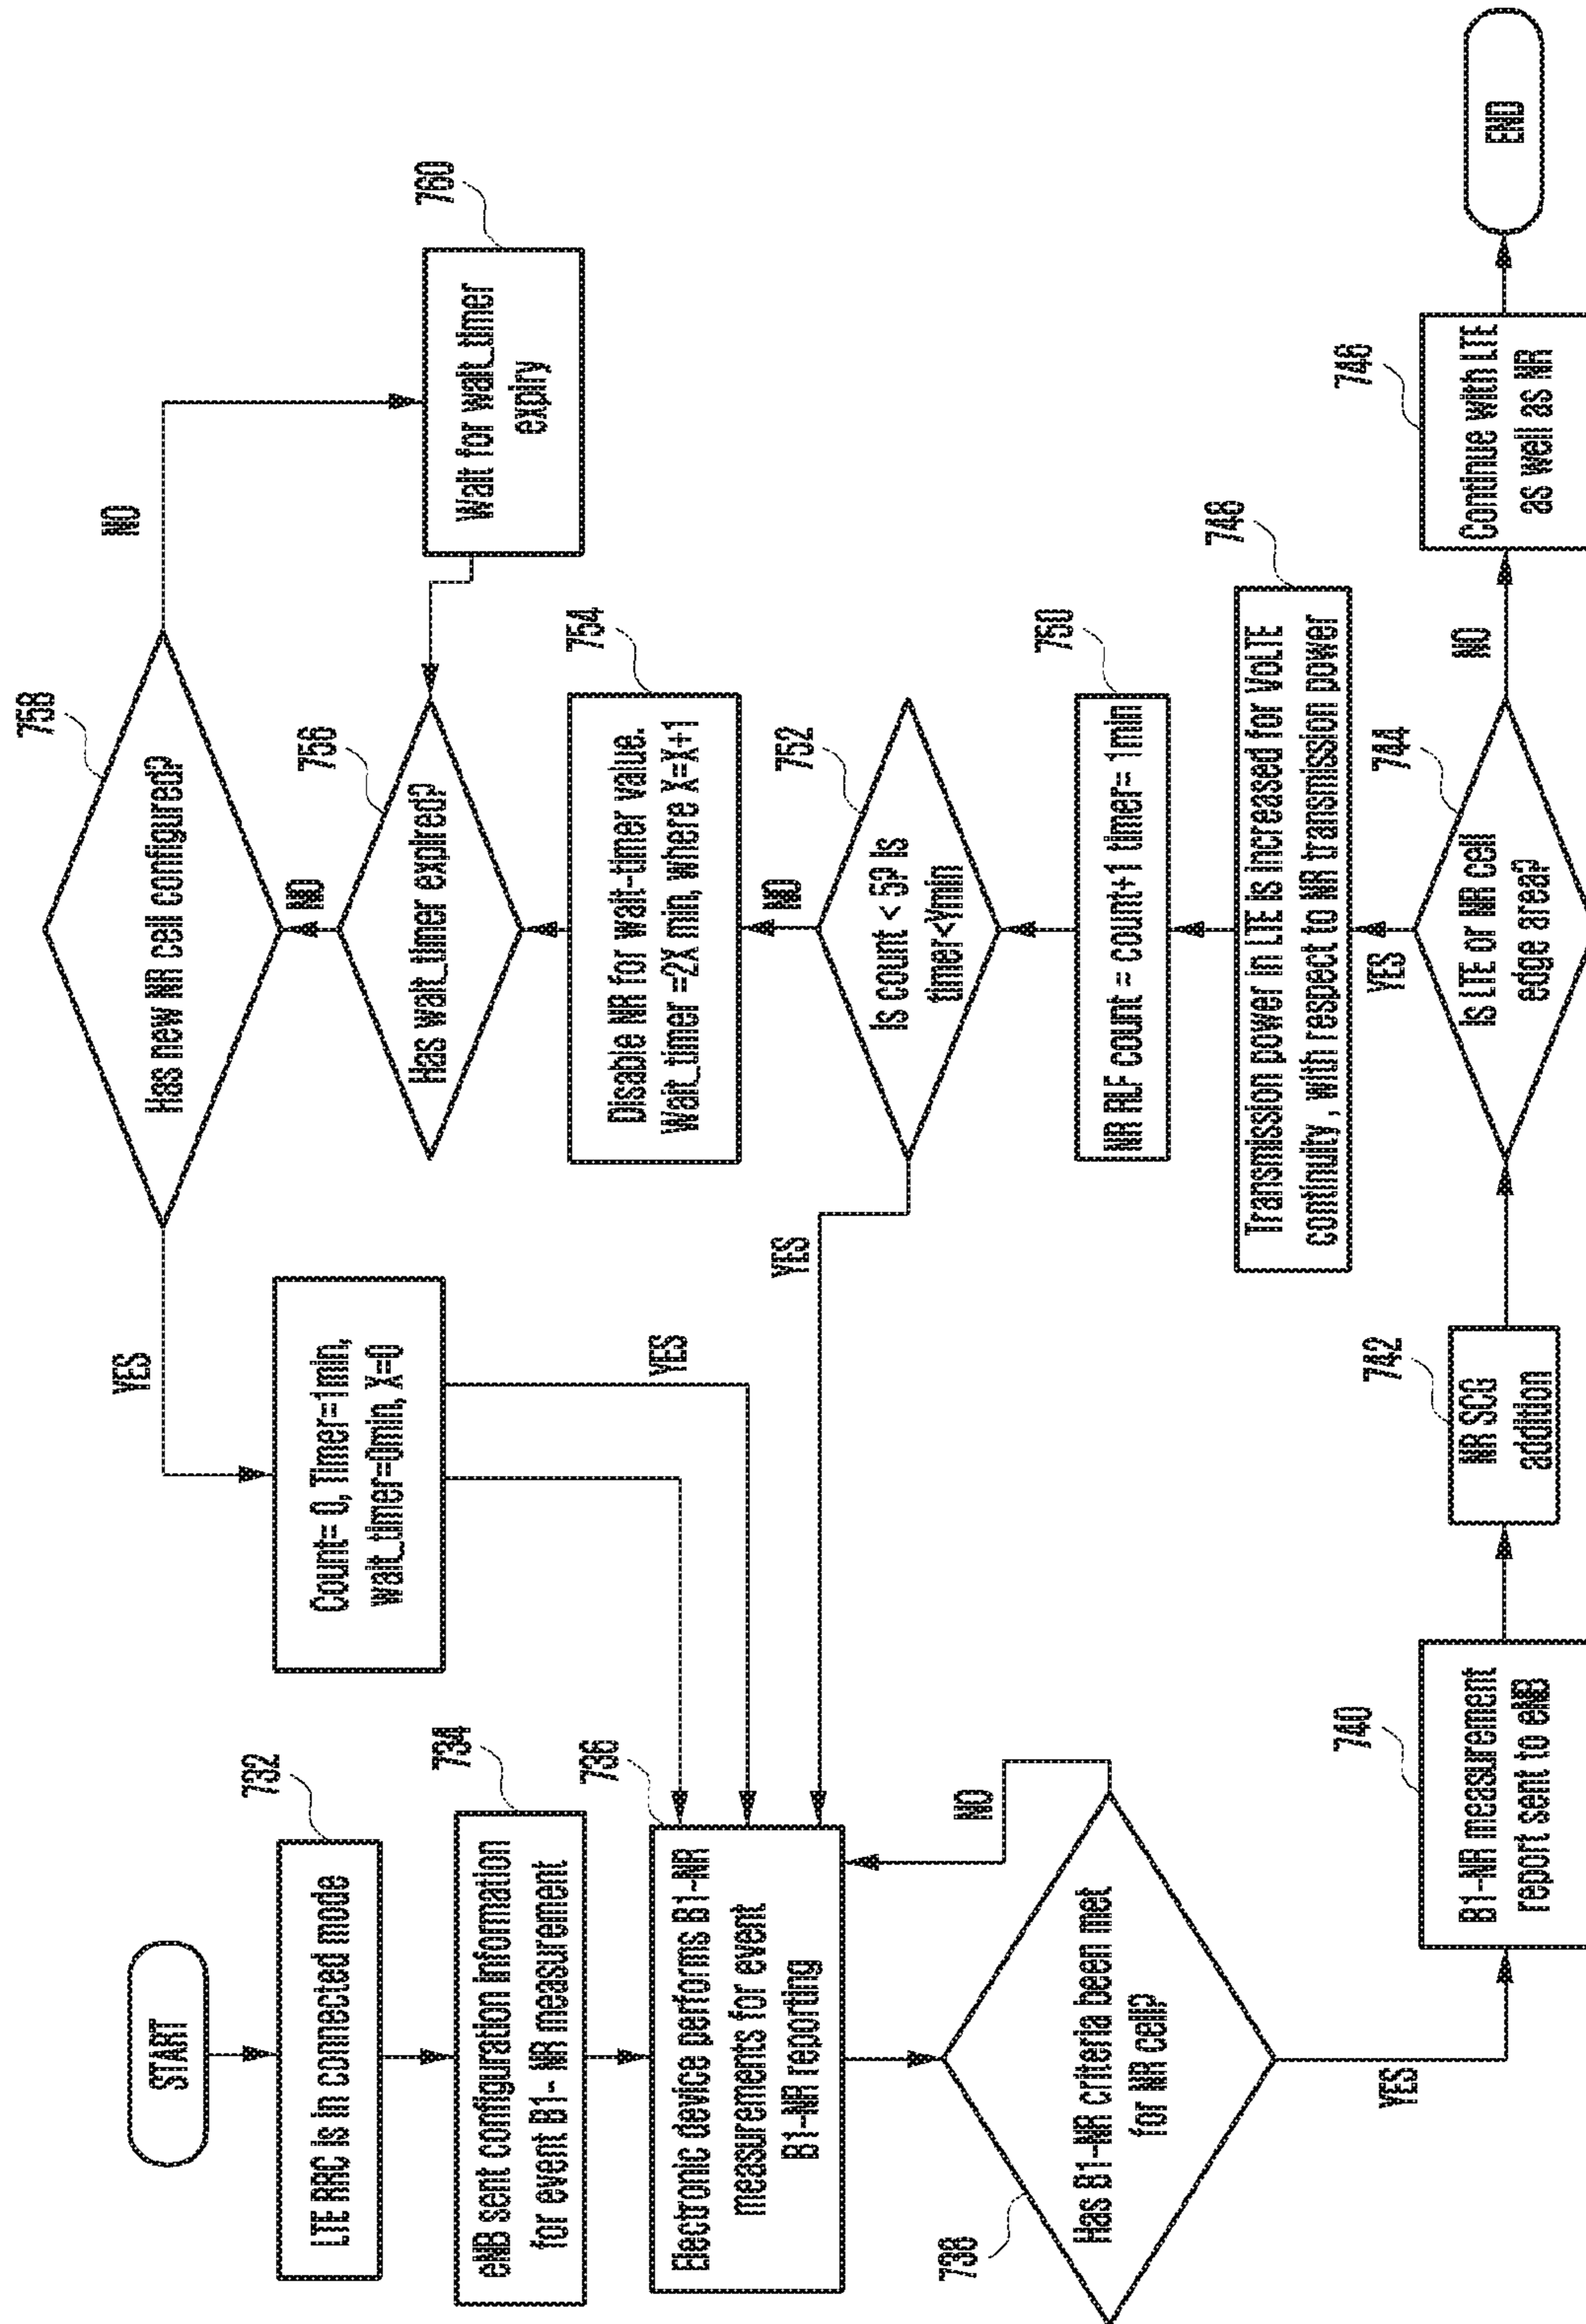 START
732
LTE RRC is in connected mode
734
eNB sent configuration information
for event B1- NR measurement
736
Electronic device performs B1-NR
measurements for event
B1-NR reporting
738
Has B1-NR criteria been met
for NR cell?
NO
YES
740
B1-NR measurement
report sent to eNB
742
NR SCG
addition
744
Is LTE or NR cell
edge area?
NO
746
Continue with LTE
as well as NR
END
YES
748
Transmission power in LTE is increased for VoLTE
continuity , with respect to NR transmission power
750
NR RLF count = count+1 timer= 1min
752
Is count < 5? Is
timer<Ymin
YES
NO
754
Disable NR for wait-timer value.
Wait_timer =2X min, where X=X+1
756
Has wait_timer expired?
NO
758
Has new NR cell configured?
YES
Count= 0, Timer=1min,
wait_timer=0min, X=0
YES
NO
760
Wait for wait_timer
expiry